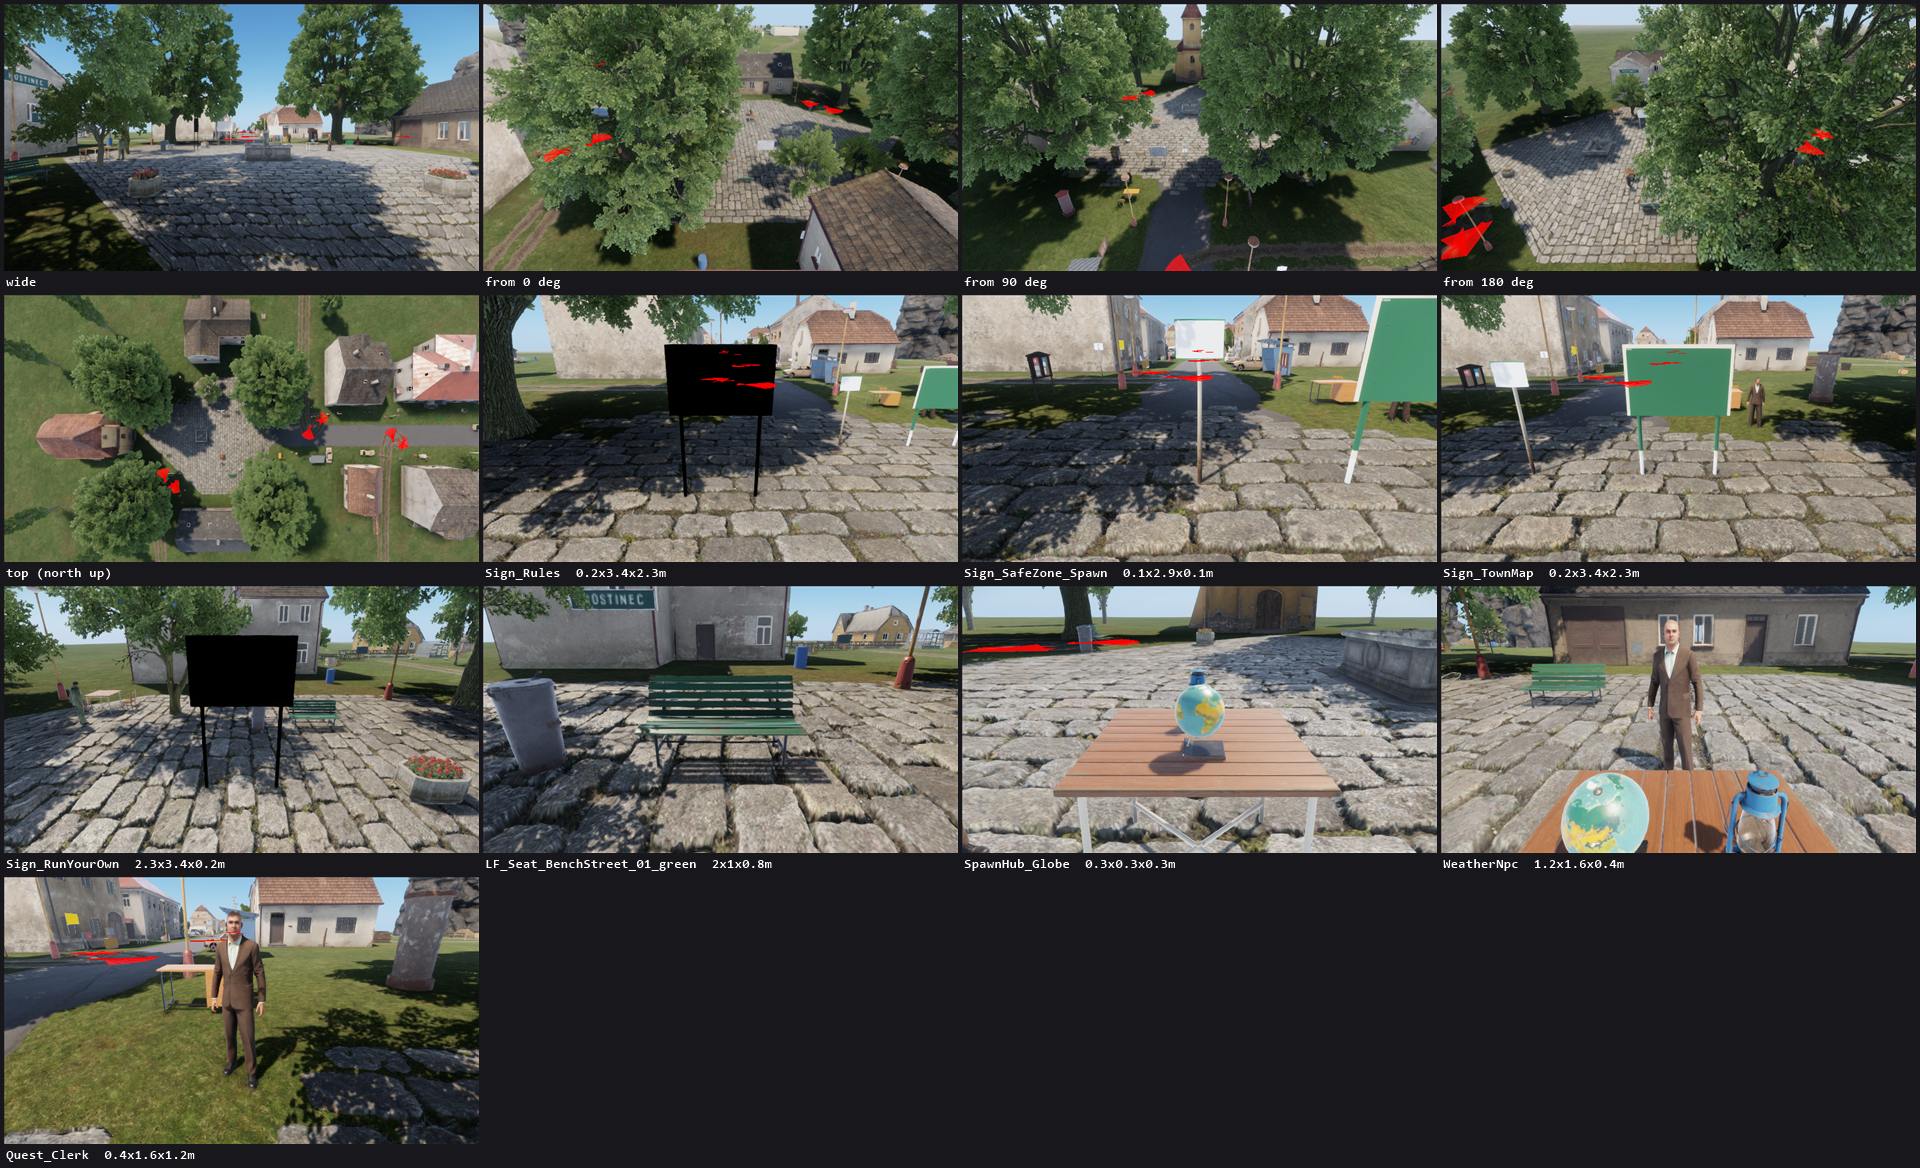 OSTINEC
wide
from 0 deg
from 90 deg
from 180 deg
top (north up)
Sign_Rules 0.2x3.4x2.3m
Sign_SafeZone_Spawn 0.1x2.9x0.1m
Sign_TownMap 0.2x3.4x2.3m
OSTINEC
Sign_RunYourOwn 2.3x3.4x0.2m
LF_Seat_BenchStreet_01_green 2x1x0.8m
SpawnHub_Globe 0.3x0.3x0.3m
WeatherNpc 1.2x1.6x0.4m
Quest_Clerk 0.4x1.6x1.2m